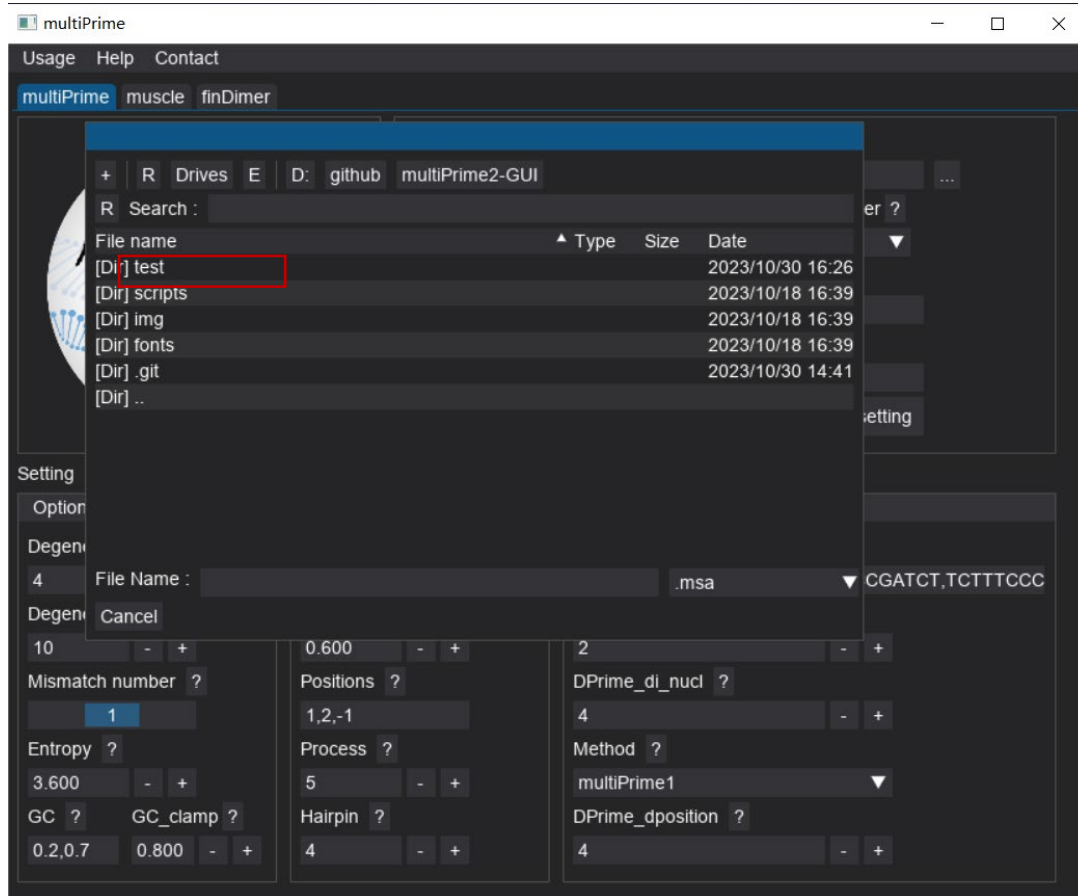 multiPrime
Usage Help Contact
multiPrime muscle finDimer
+ R Drives E D: github multiPrime2-GUI
...
R Search :
er ?
File name Type Size Date
[Dir] test 2023/10/30 16:26
[Dir] scripts 2023/10/18 16:39
[Dir] img 2023/10/18 16:39
[Dir] fonts 2023/10/18 16:39
[Dir] .git 2023/10/30 14:41
[Dir] ..
etting
Setting
Option
Degen
4 File Name : .msa CGATCT,TCTTTCCC
Degen Cancel
10 - + 0.600 - + 2 - +
Mismatch number ? Positions ? DPrime_di_nucl ?
1 1,2,-1 4 - +
Entropy ? Process ? Method ?
3.600 - + 5 - + multiPrime1
GC ? GC_clamp ? Hairpin ? DPrime_dposition ?
0.2,0.7 0.800 - + 4 - + 4 - +